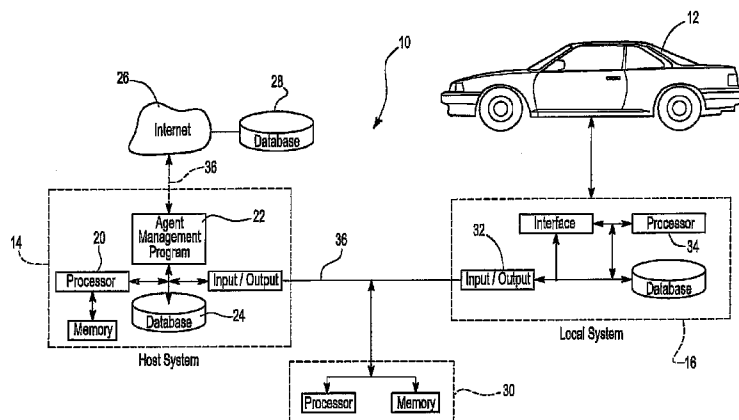 12
10
26
28
Internet
Database
36
22
14
20
Agent
Management
Program
Processor
Input / Output
Memory
Database
24
Host System
36
32
Interface
Processor
34
Input / Output
Database
Local System
16
Processor
Memory
30